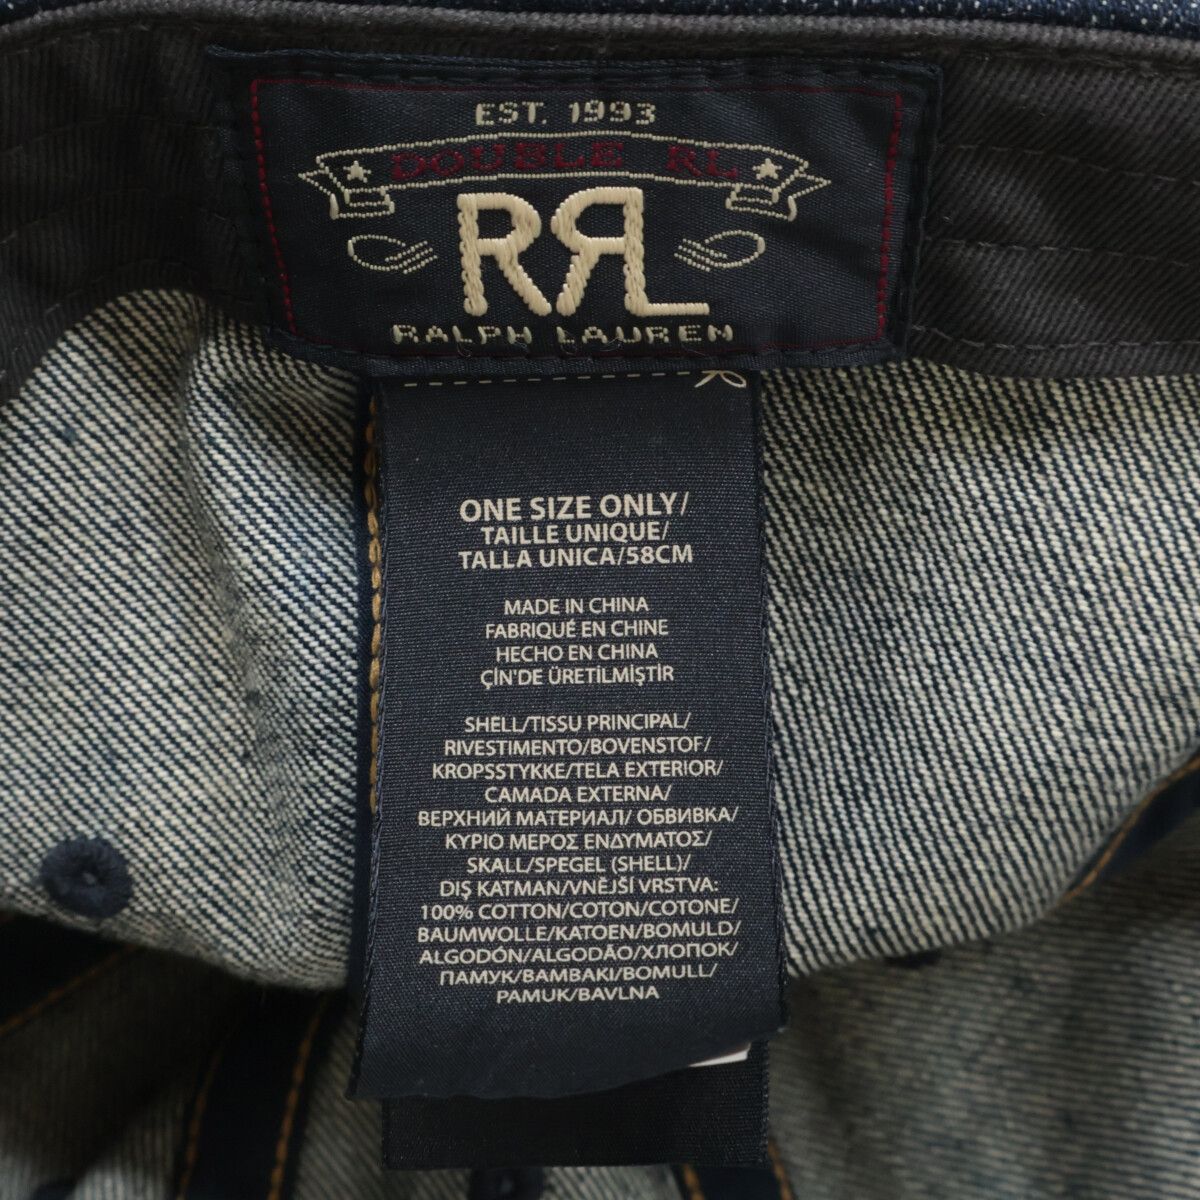 EST. 1993
DOUBLE RL
RRL
RALPH LAUREN
ONE SIZE ONLY/
TAILLE UNIQUE/
TALLA UNICA/58CM
MADE IN CHINA
FABRIQUÉ EN CHINE
HECHO EN CHINA
ÇİN'DE ÜRETİLMİŞTİR
SHELL/TISSU PRINCIPAL/
RIVESTIMENTO/BOVENSTOF/
KROPSSTYKKE/TELA EXTERIOR/
CAMADA EXTERNA/
ВЕРХНИЙ МАТЕРИАЛ/ ОБВИВКА/
ΚΥΡΙΟ ΜΕΡΟΣ ΕΝΔΥΜΑΤΟΣ/
SKALL/SPEGEL (SHELL)/
DIŞ KATMAN/VNĚJŠÍ VRSTVA:
100% COTTON/COTON/COTONE/
BAUMWOLLE/KATOEN/BOMULD/
ALGODÓN/ALGODÃO/ХЛОПОК/
ПАМУК/ΒΑΜΒΑΚΙ/BOMULL/
PAMUK/BAVLNA